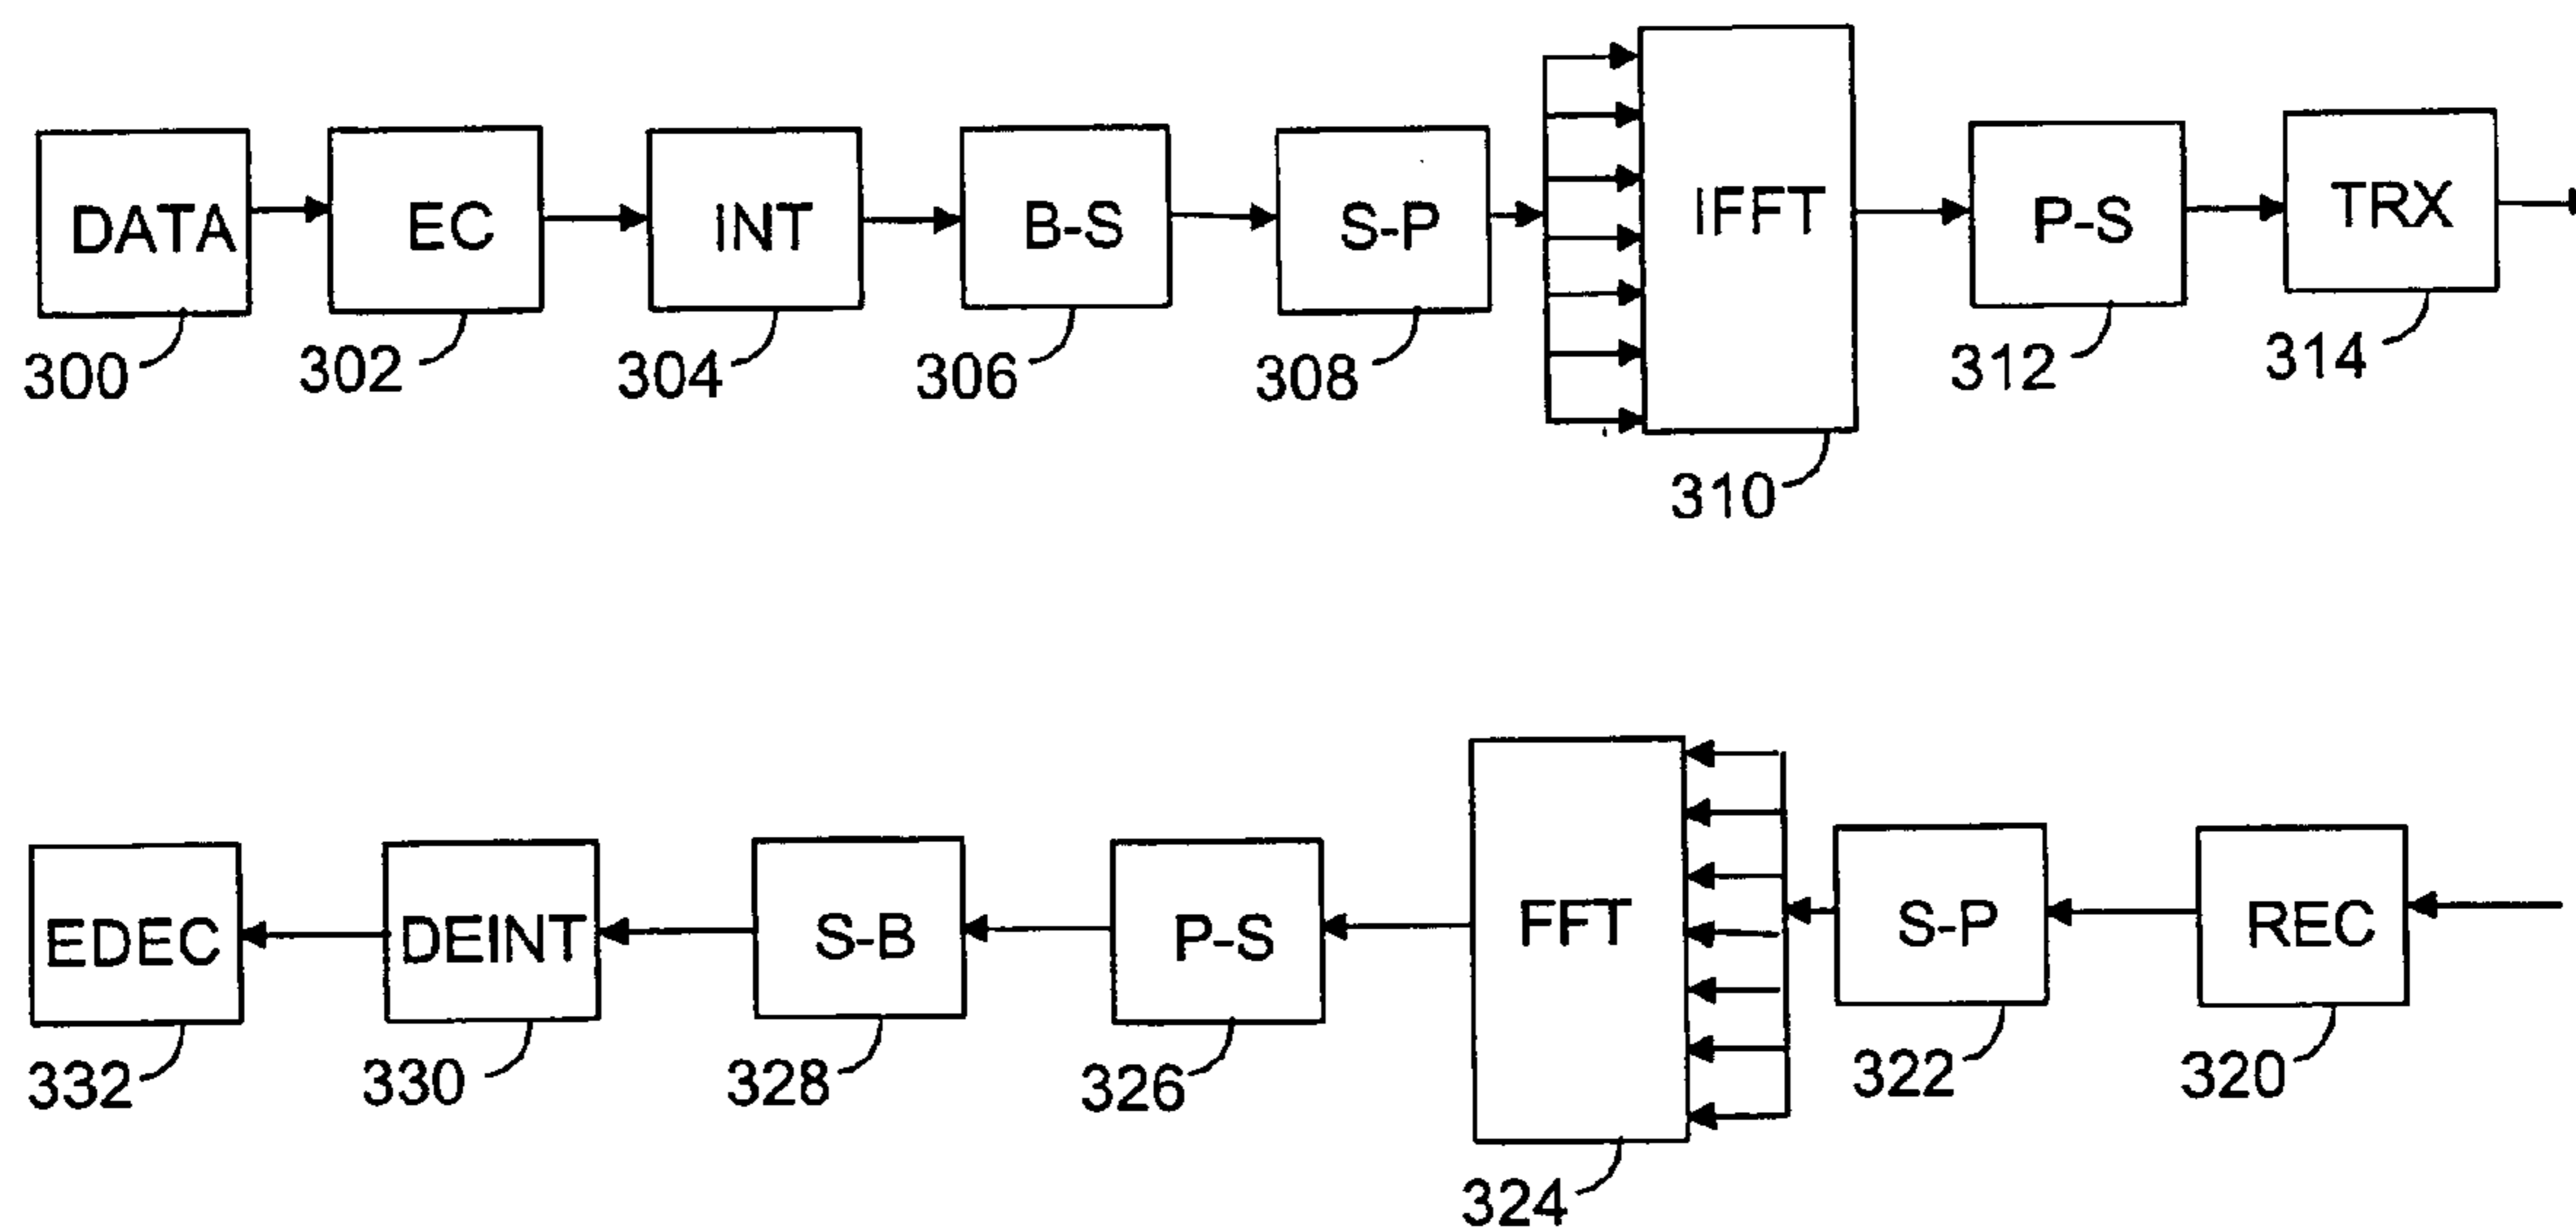 DATA EC INT B-S S-P IFFT P-S TRX
300 302 304 306 308 310 312 314
EDEC DEINT S-B P-S FFT S-P REC
332 330 328 326 324 322 320